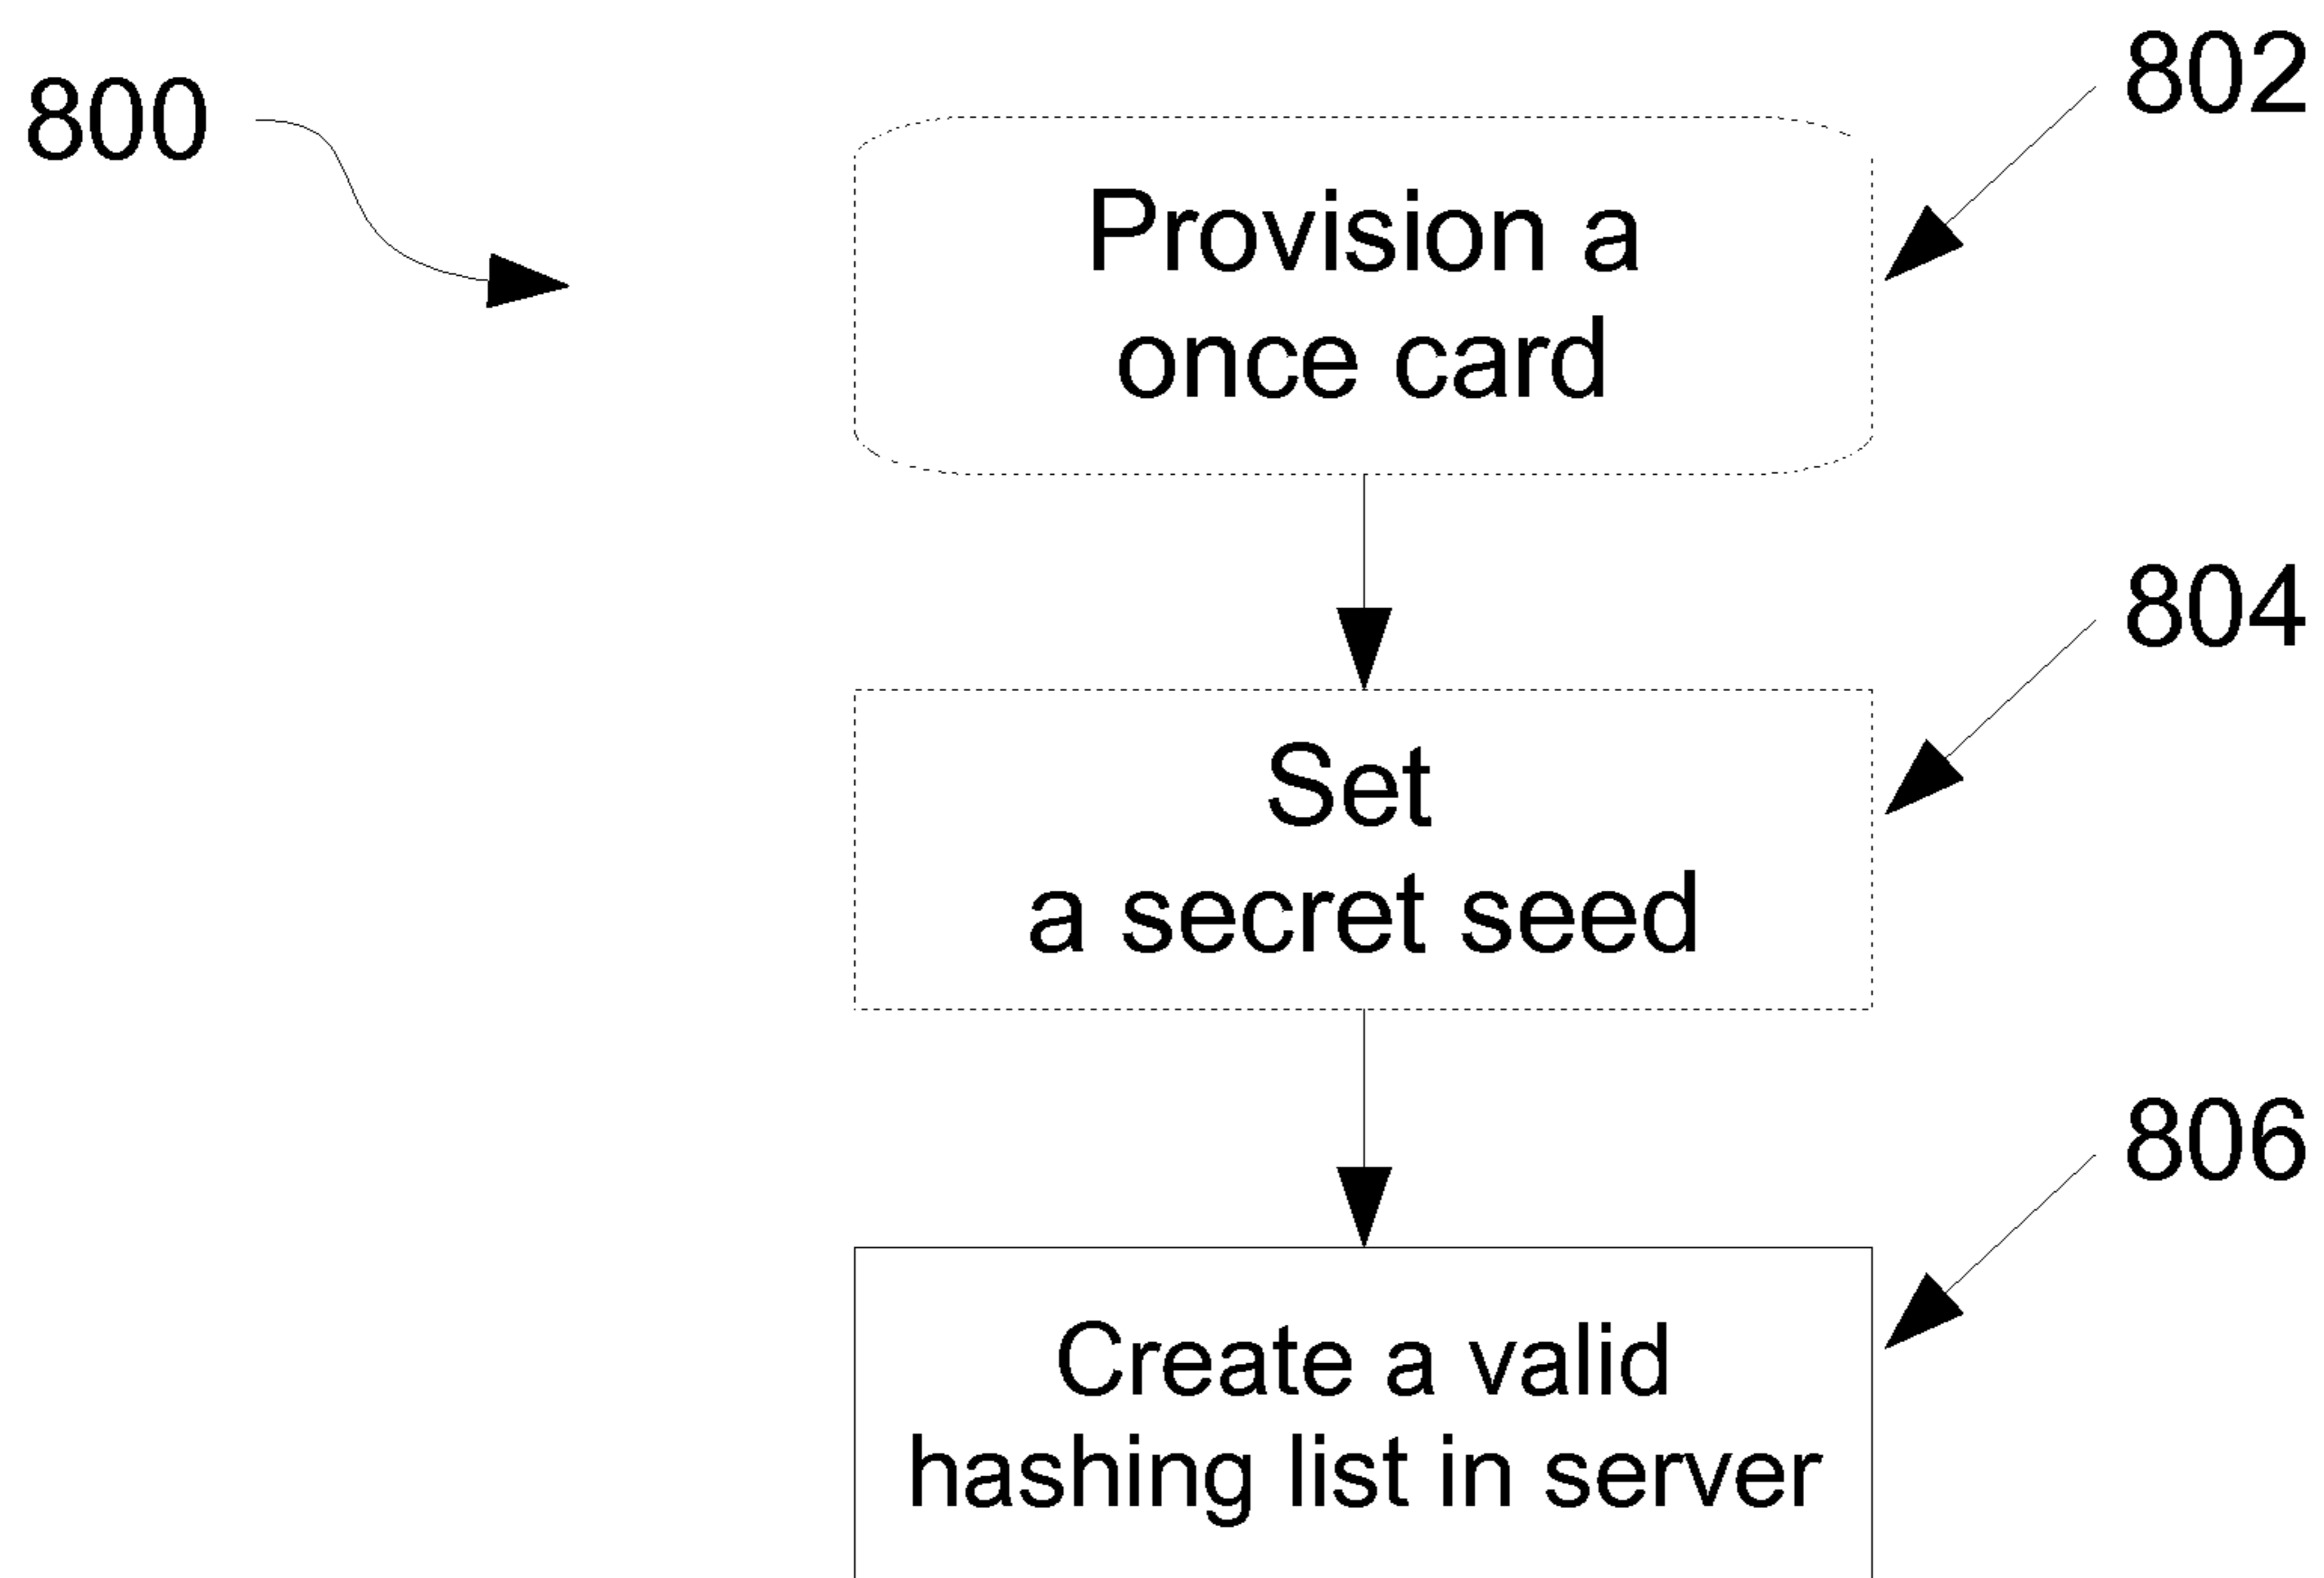 800
802
Provision a
once card
804
Set
a secret seed
806
Create a valid
hashing list in server